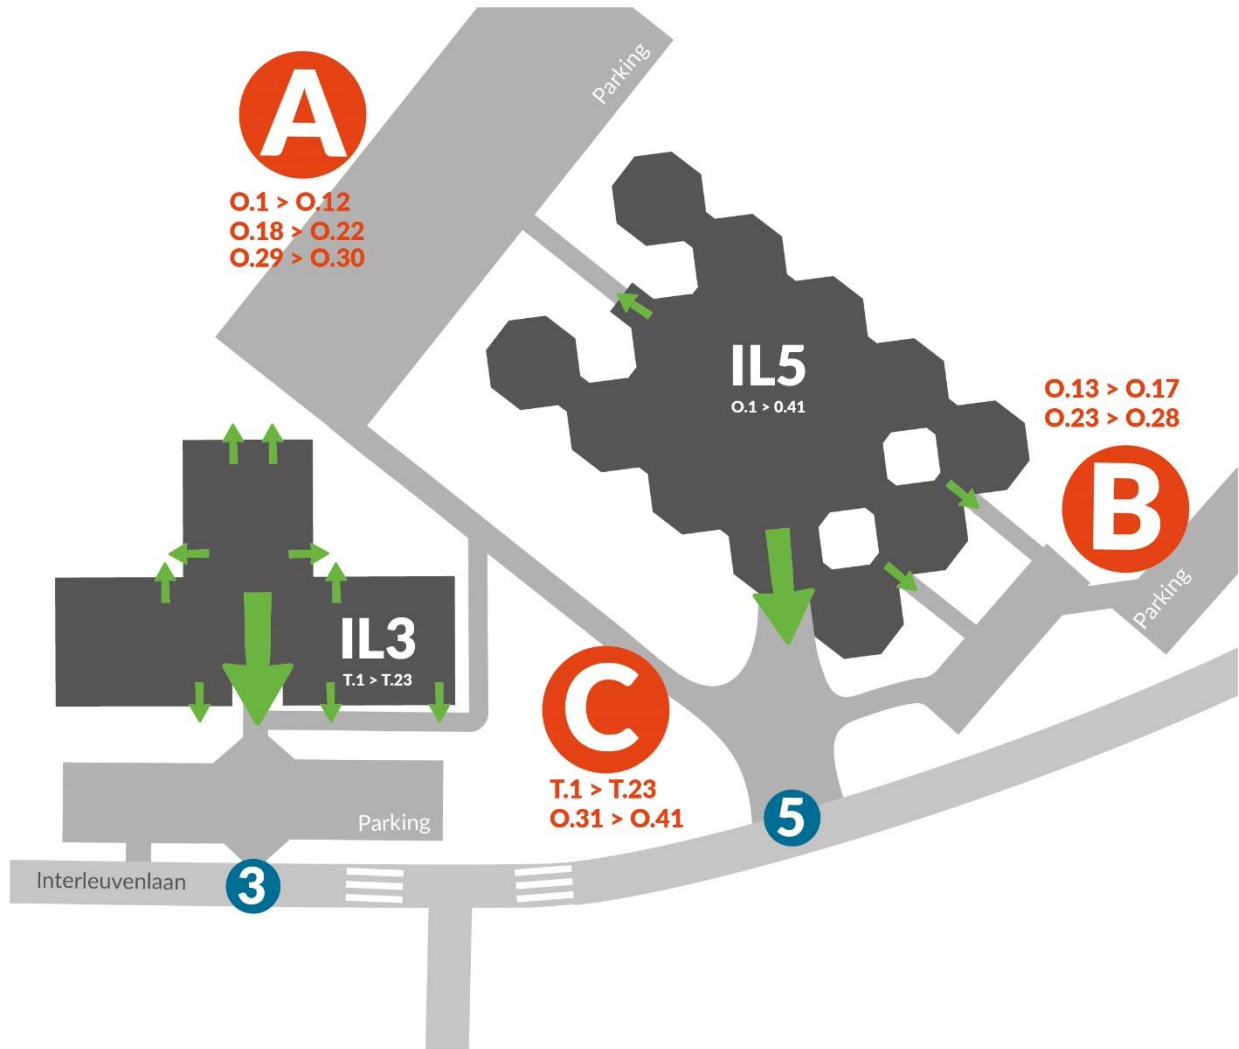 Parking
A
O.1 > O.12
O.18 > O.22
O.29 > O.30
IL5
O.1 > 0.41
O.13 > O.17
O.23 > O.28
B
Parking
IL3
T.1 > T.23
C
T.1 > T.23
O.31 > O.41
5
Parking
Interleuvenlaan
3